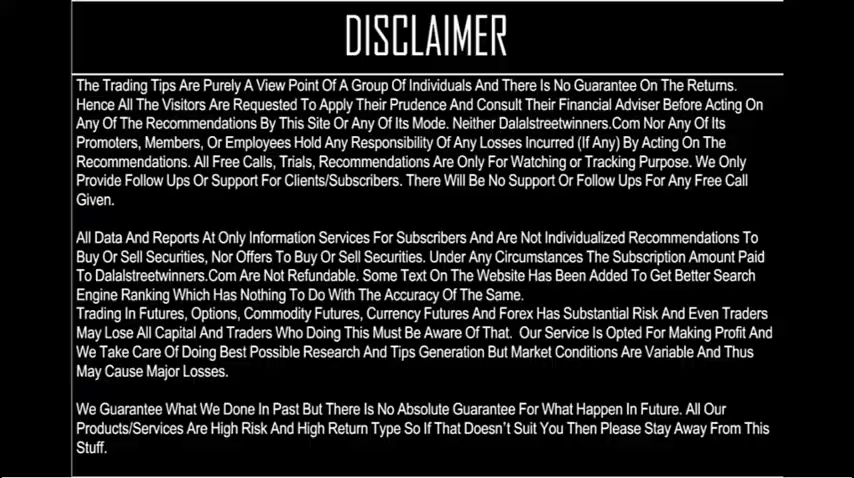 DISCLAIMER
The Trading Tips Are Purely A View Point Of A Group Of Individuals And There Is No Guarantee On The Returns.
Hence All The Visitors Are Requested To Apply Their Prudence And Consult Their Financial Adviser Before Acting On
Any Of The Recommendations By This Site Or Any Of Its Mode. Neither Dalalstreetwinners.Com Nor Any Of Its
Promoters, Members, Or Employees Hold Any Responsibility Of Any Losses Incurred (If Any) By Acting On The
Recommendations. All Free Calls, Trials, Recommendations Are Only For Watching or Tracking Purpose. We Only
Provide Follow Ups Or Support For Clients/Subscribers. There Will Be No Support Or Follow Ups For Any Free Call
Given.
All Data And Reports At Only Information Services For Subscribers And Are Not Individualized Recommendations To
Buy Or Sell Securities, Nor Offers To Buy Or Sell Securities. Under Any Circumstances The Subscription Amount Paid
To Dalalstreetwinners.Com Are Not Refundable. Some Text On The Website Has Been Added To Get Better Search
Engine Ranking Which Has Nothing To Do With The Accuracy Of The Same.
Trading In Futures, Options, Commodity Futures, Currency Futures And Forex Has Substantial Risk And Even Traders
May Lose All Capital And Traders Who Doing This Must Be Aware Of That. Our Service Is Opted For Making Profit And
We Take Care Of Doing Best Possible Research And Tips Generation But Market Conditions Are Variable And Thus
May Cause Major Losses.
We Guarantee What We Done In Past But There Is No Absolute Guarantee For What Happen In Future. All Our
Products/Services Are High Risk And High Return Type So If That Doesn't Suit You Then Please Stay Away From This
Stuff.